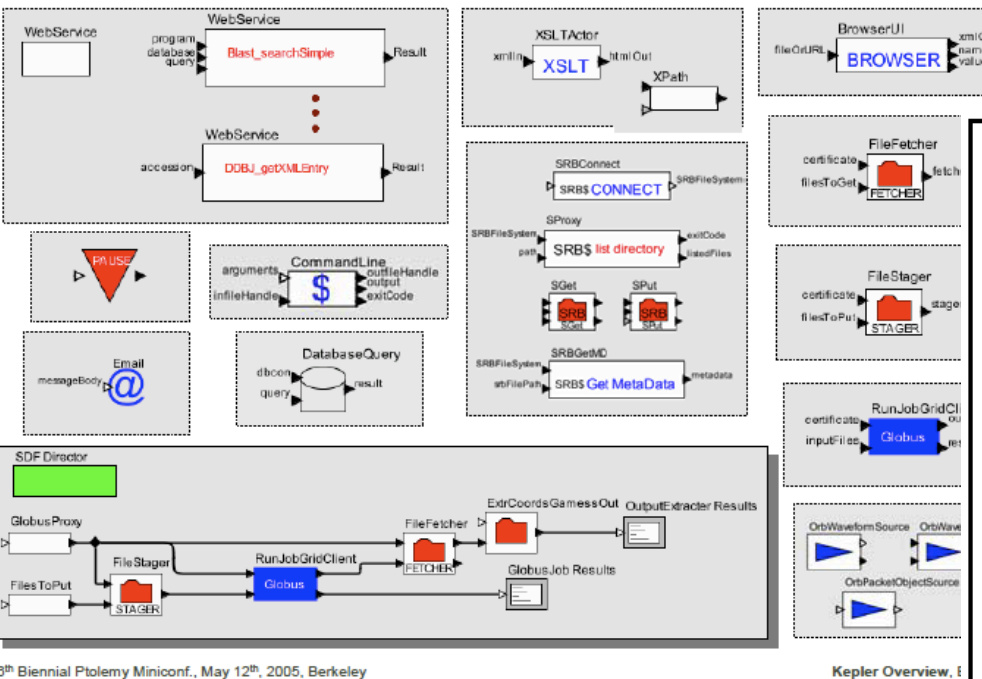 WebService
WebService
program
database
query
Blast_searchSimple
Result
WebService
accession
DDBJ_getXMLEntry
Result
XSLTActor
xmlIn
XSLT
htmlOut
XPath
BrowserUI
fileOrURL
BROWSER
SRBConnect
SRB$ CONNECT
SRBFileSystem
SProxy
SRBFileSystem
path
SRB$ list directory
exitCode
listedFiles
SGet
SRB
SGet
SPut
SRB
SPut
SRBGetMD
SRBFileSystem
srbFilePath
SRB$ Get MetaData
metadata
FileFetcher
certificate
filesToGet
FETCHER
FileStager
certificate
filesToPut
STAGER
stager
PAUSE
CommandLine
arguments
infileHandle
$
outfileHandle
output
exitCode
Email
messageBody
@
DatabaseQuery
dbcon
query
result
RunJobGridCli
certificate
inputFiles
Globus
SDF Director
GlobusProxy
FilesToPut
FileStager
STAGER
RunJobGridClient
Globus
FileFetcher
FETCHER
ExtrCoordsGamessOut
OutputExtracter Results
GlobusJob Results
OrbWaveformSource
OrbWave
OrbPacketObjectSource
6th Biennial Ptolemy Miniconf., May 12th, 2005, Berkeley
Kepler Overview,